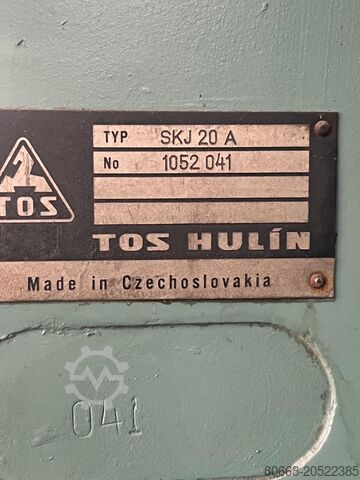 TYP SKJ 20 A
No 1052 041
TOS
TOS HULÍN
Made in Czechoslovakia
041
80668-20522385